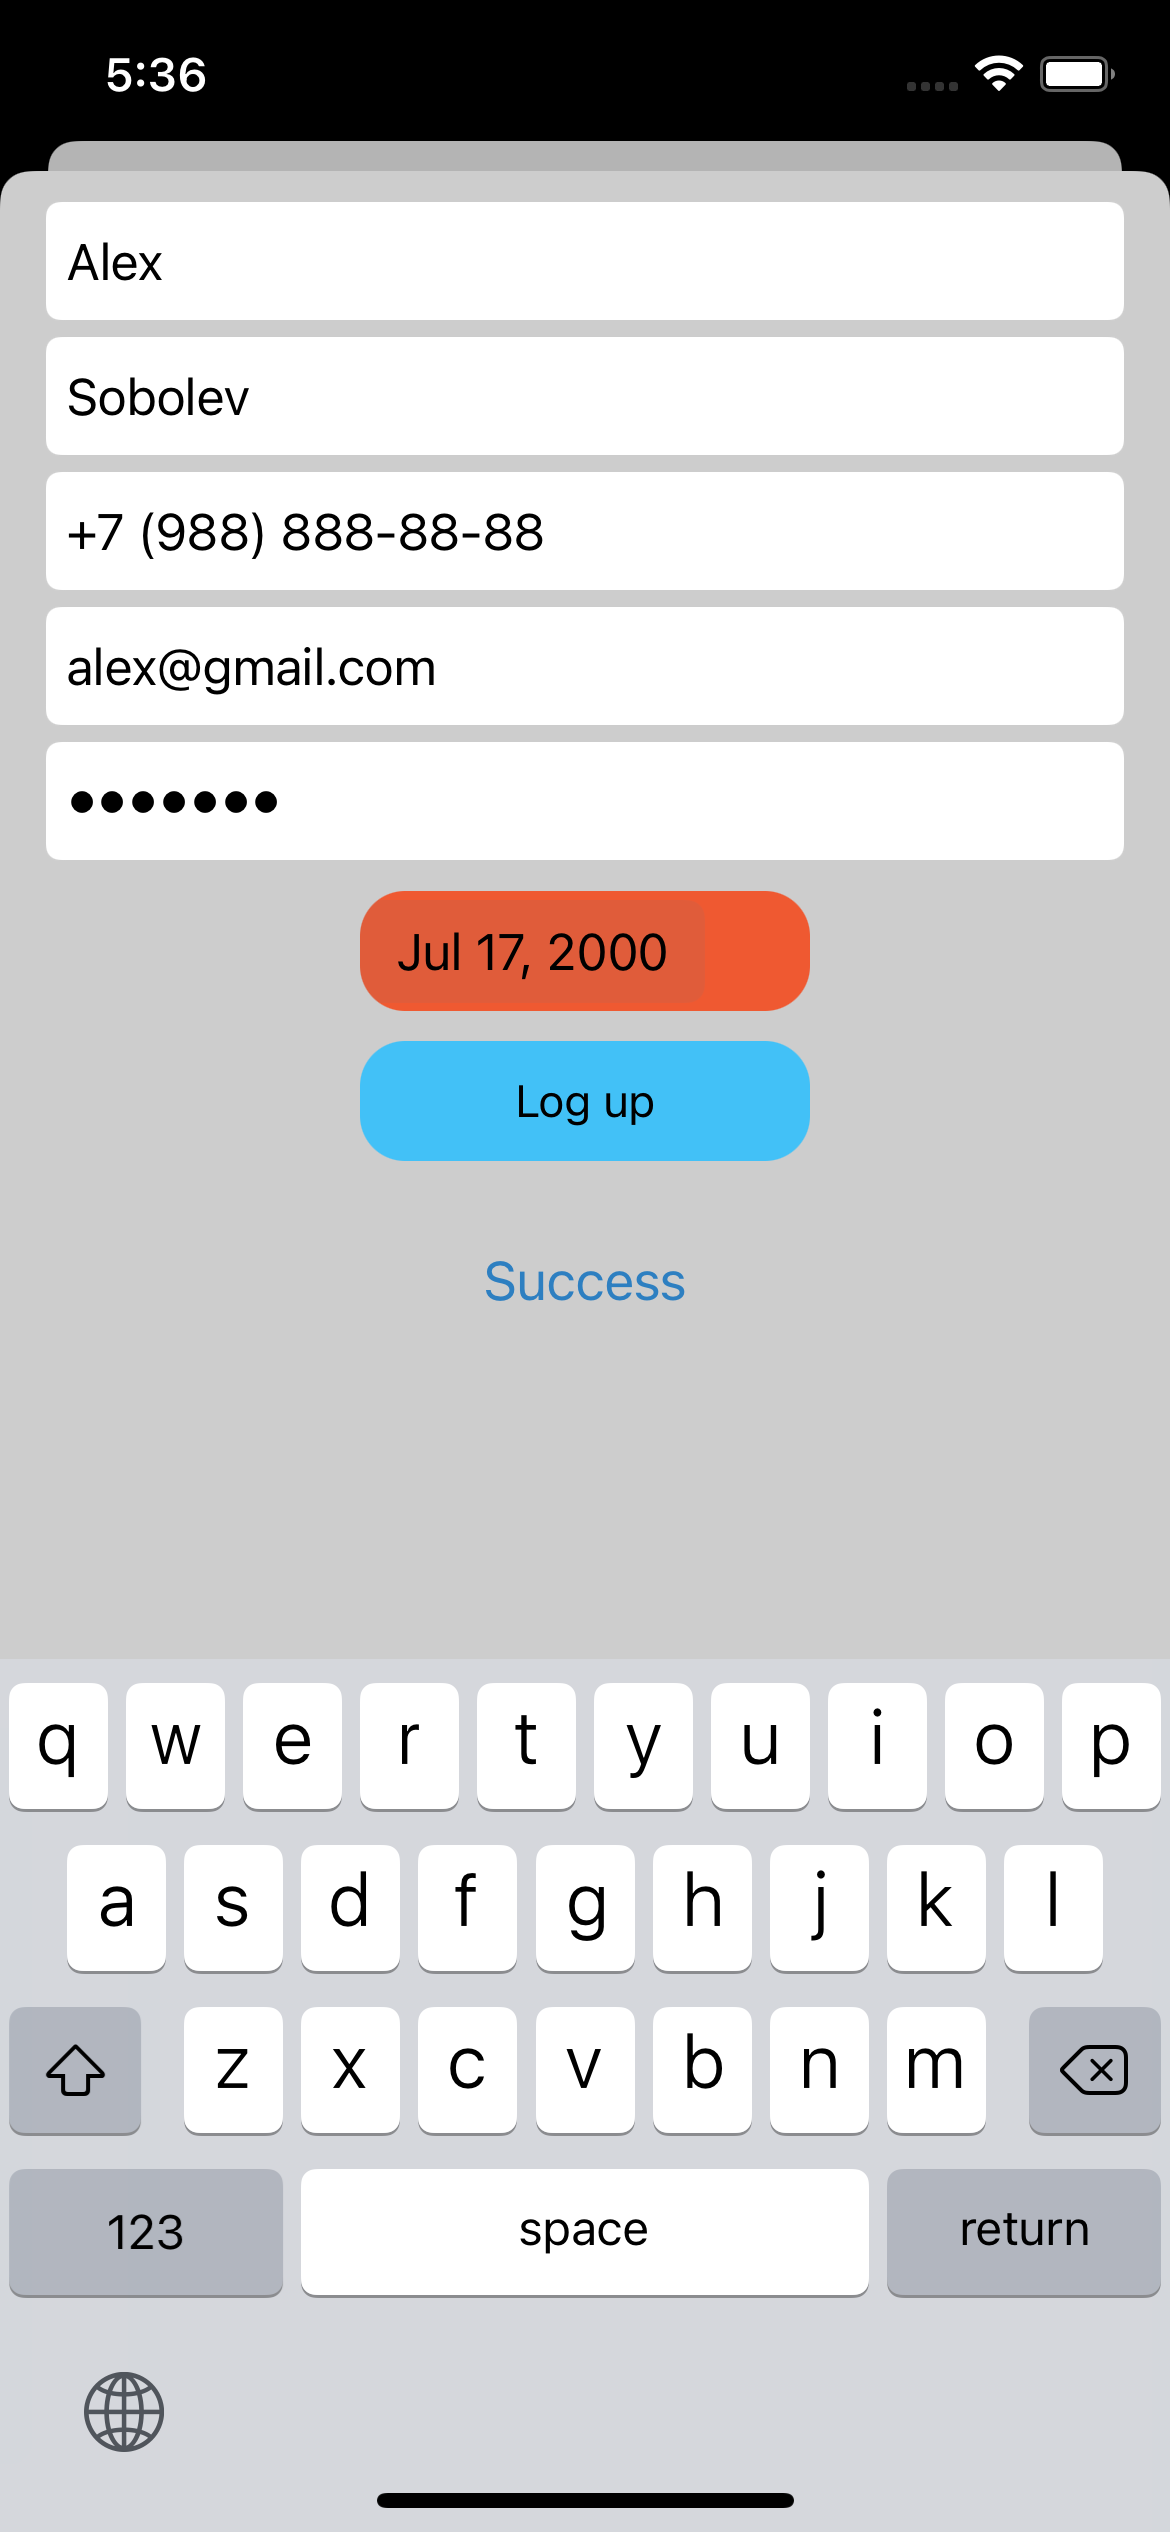 5:36
Alex
Sobolev
+7 (988) 888-88-88
alex@gmail.com
•••••••
Jul 17, 2000
Log up
Success
q w e r t y u i o p
a s d f g h j k l
z x c v b n m
123 space return